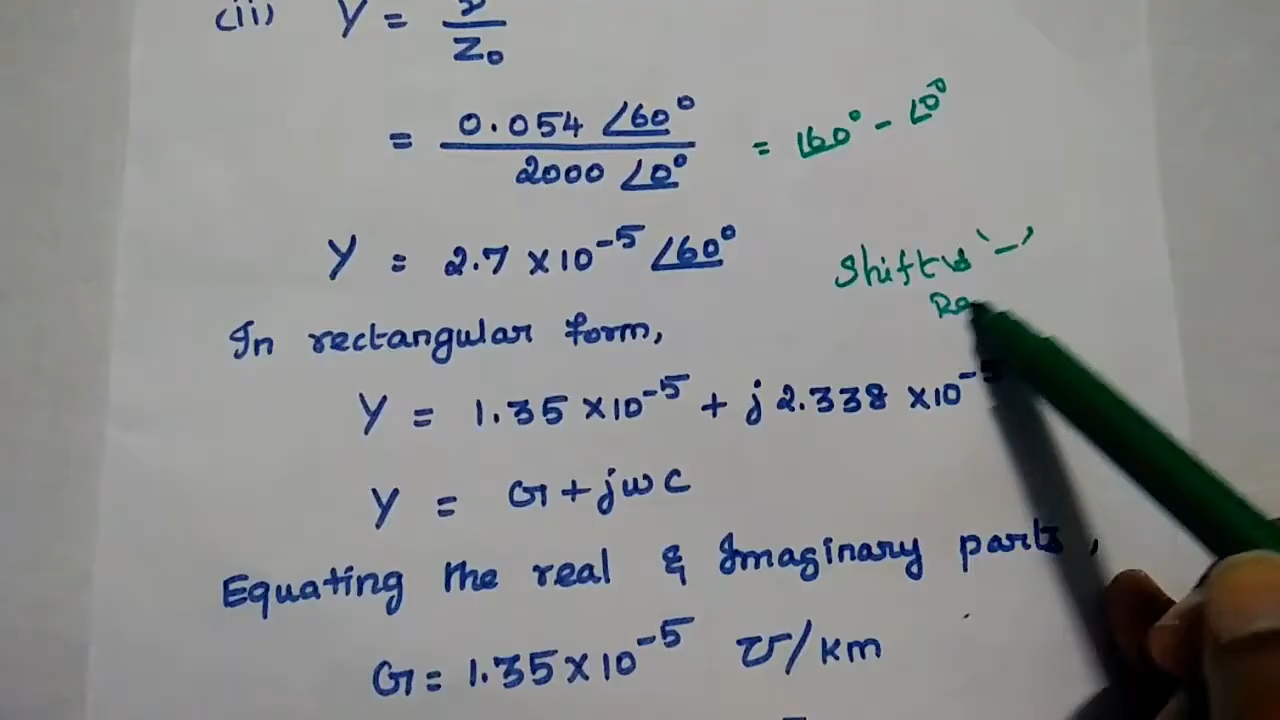 (ii) Y = γ / Z₀
= 0.054 ∠60° / 2000 ∠0° = ∠60° - ∠0°
Y = 2.7 × 10⁻⁵ ∠60°
Shift '-'
In rectangular form,
Y = 1.35 × 10⁻⁵ + j 2.338 × 10⁻⁵
Y = G + jωC
Equating the real & Imaginary parts,
G = 1.35 × 10⁻⁵ ℧/km